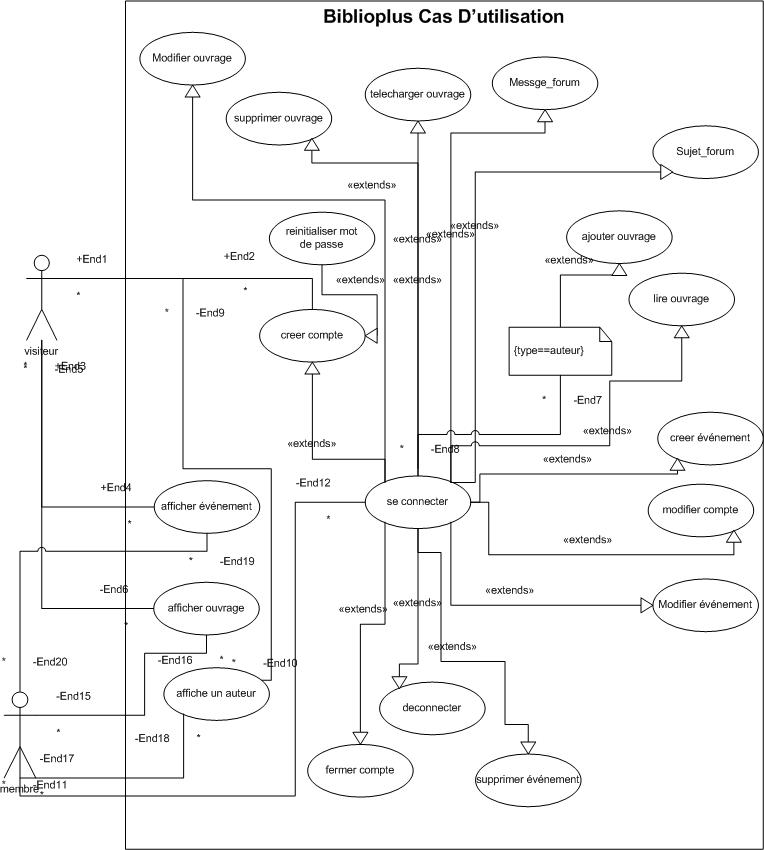 Biblioplus Cas D’utilisation
Modifier ouvrage
supprimer ouvrage
telecharger ouvrage
Messge_forum
Sujet_forum
«extends»
reinitialiser mot
de passe
«extends»
«extends»
«extends»
ajouter ouvrage
«extends»
+End1
+End2
«extends»
«extends»
lire ouvrage
*
*
*
-End9
creer compte
{type==auteur}
visiteur
*
*
+End3
-End5
*
-End7
«extends»
«extends»
creer événement
*
-End8
«extends»
+End4
-End12
afficher événement
se connecter
modifier compte
*
*
«extends»
*
-End19
-End6
afficher ouvrage
«extends»
«extends»
«extends»
Modifier événement
*
«extends»
*
-End20
-End16
*
*
-End10
-End15
affiche un auteur
deconnecter
*
-End18
*
-End17
fermer compte
supprimer événement
*
-End11
membre
*